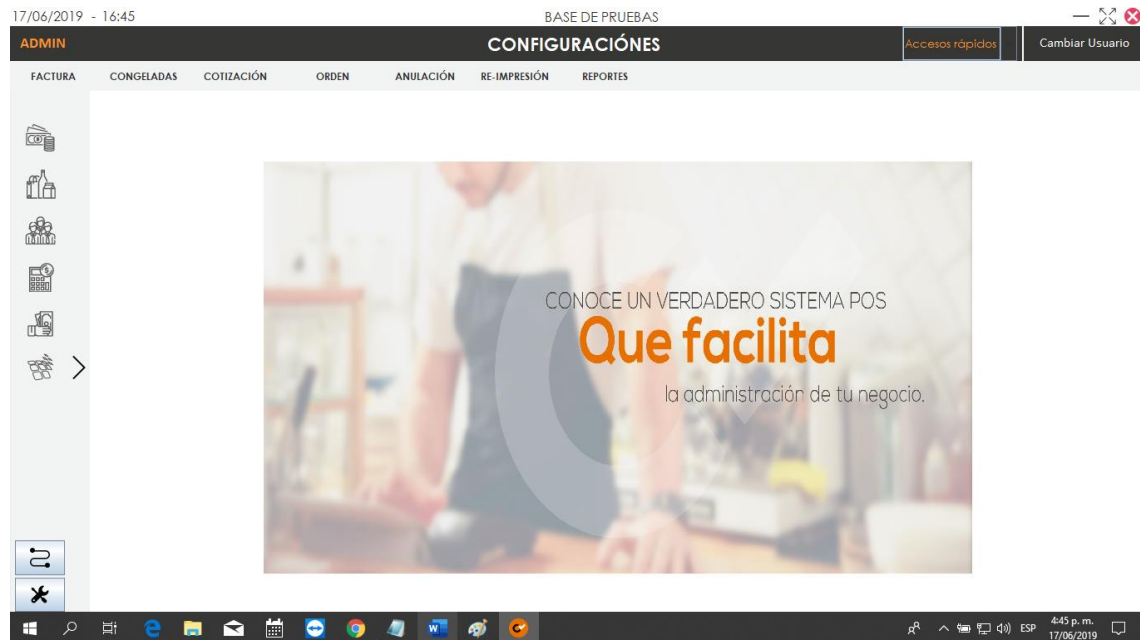 17/06/2019 - 16:45 BASE DE PRUEBAS
ADMIN CONFIGURACIÓNES Accesos rápidos Cambiar Usuario
FACTURA CONGELADAS COTIZACIÓN ORDEN ANULACIÓN RE-IMPRESIÓN REPORTES
CONOCE UN VERDADERO SISTEMA POS
Que facilita
la administración de tu negocio.
ESP 4:45 p. m.
17/06/2019